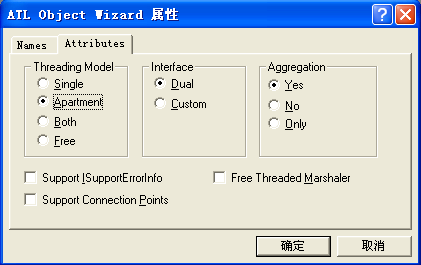 ATL Object Wizard 属性
Names Attributes
Threading Model Interface Aggregation
Single Dual Yes
Apartment Custom No
Both Only
Free
Support ISupportErrorInfo Free Threaded Marshaler
Support Connection Points
确定 取消